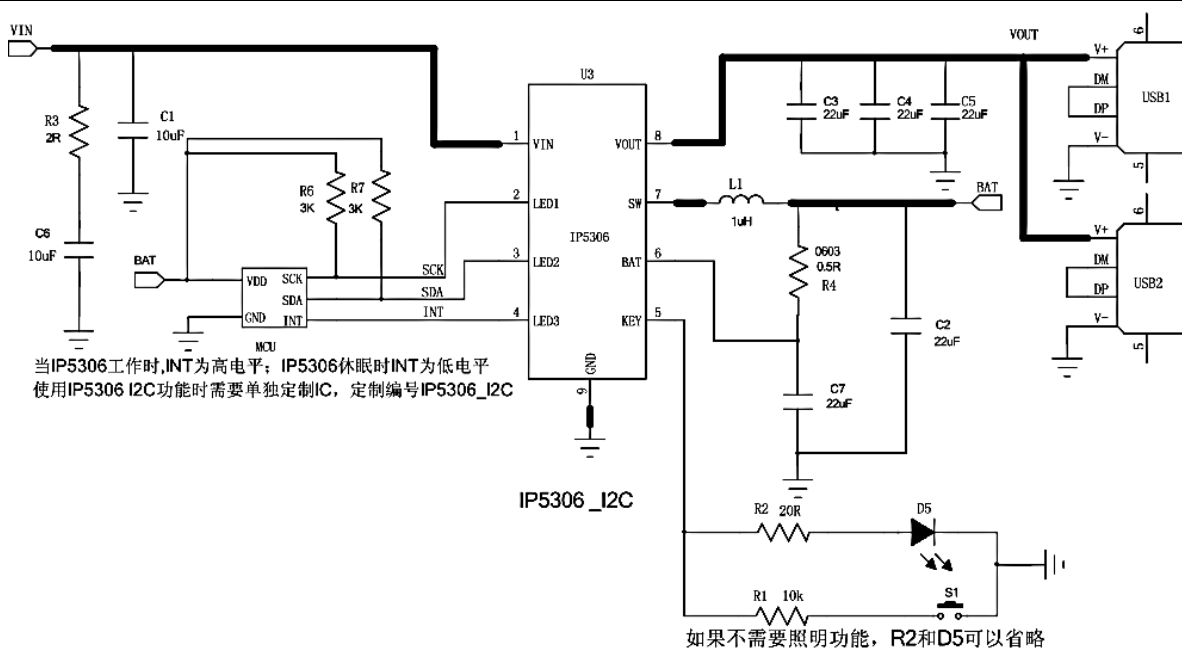 VIN
VOUT
R3
2R
C1
10uF
C6
10uF
R6
3K
R7
3K
BAT
VDD
GND
SCK
SDA
INT
MCU
SCK
SDA
INT
U3
IP5306
1
VIN
2
LED1
3
LED2
4
LED3
VOUT
8
SW
7
BAT
6
KEY
5
GND
9
C3
22uF
C4
22uF
C5
22uF
L1
1uH
BAT
0603
0.5R
R4
C2
22uF
C7
22uF
6
V+
DM
DP
V-
USB1
5
6
V+
DM
DP
V-
USB2
5
当IP5306工作时,INT为高电平；IP5306休眠时INT为低电平
使用IP5306 I2C功能时需要单独定制IC，定制编号IP5306_I2C
IP5306 _I2C
R2 20R
D5
R1 10k
S1
如果不需要照明功能，R2和D5可以省略